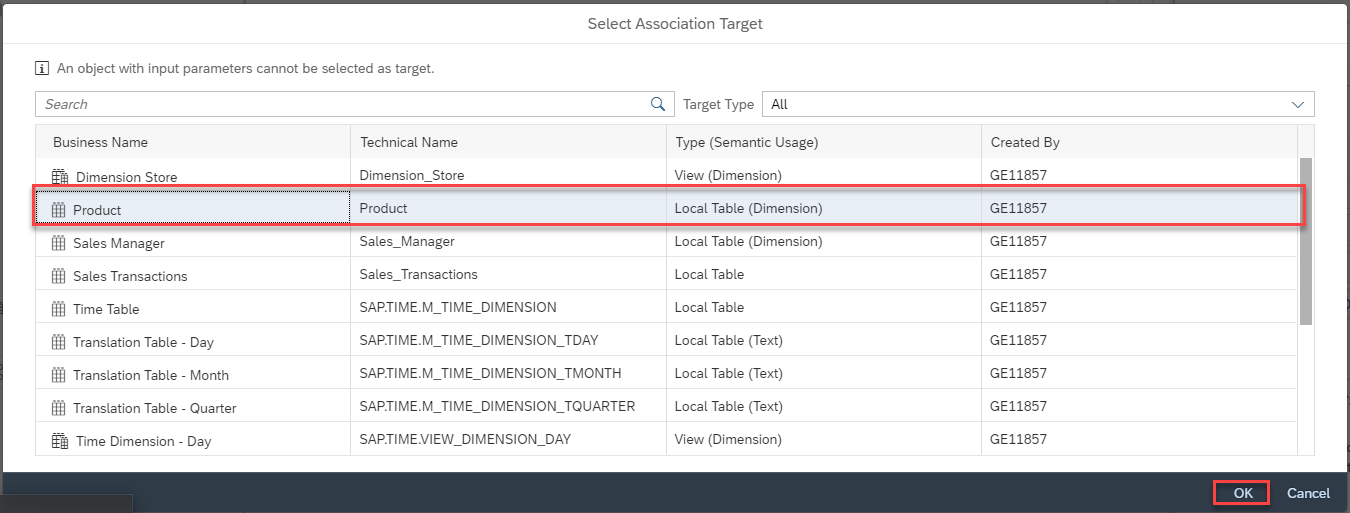 Select Association Target
An object with input parameters cannot be selected as target.
Search Target Type All
Business Name Technical Name Type (Semantic Usage) Created By
Dimension Store Dimension_Store View (Dimension) GE11857
Product Product Local Table (Dimension) GE11857
Sales Manager Sales_Manager Local Table (Dimension) GE11857
Sales Transactions Sales_Transactions Local Table GE11857
Time Table SAP.TIME.M_TIME_DIMENSION Local Table GE11857
Translation Table - Day SAP.TIME.M_TIME_DIMENSION_TDAY Local Table (Text) GE11857
Translation Table - Month SAP.TIME.M_TIME_DIMENSION_TMONTH Local Table (Text) GE11857
Translation Table - Quarter SAP.TIME.M_TIME_DIMENSION_TQUARTER Local Table (Text) GE11857
Time Dimension - Day SAP.TIME.VIEW_DIMENSION_DAY View (Dimension) GE11857
OK Cancel